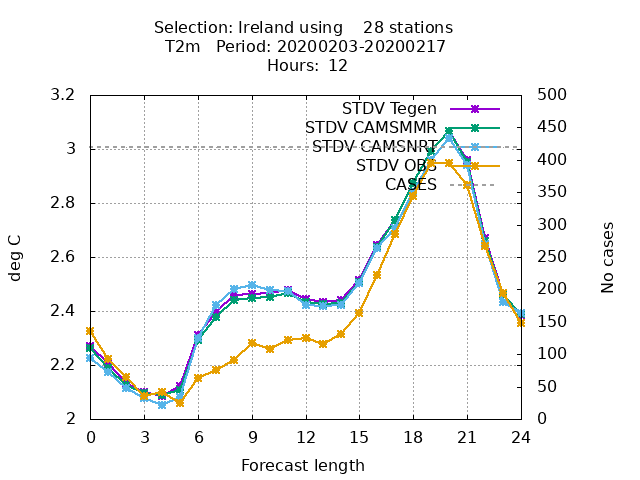 Selection: Ireland using    28 stations
T2m   Period: 20200203-20200217
Hours:  12
STDV Tegen
STDV CAMSMMR
STDV CAMSNRT
STDV OBS
CASES
3.2
3
2.8
2.6
2.4
2.2
2
deg C
500
450
400
350
300
250
200
150
100
50
0
No cases
0 3 6 9 12 15 18 21 24
Forecast length